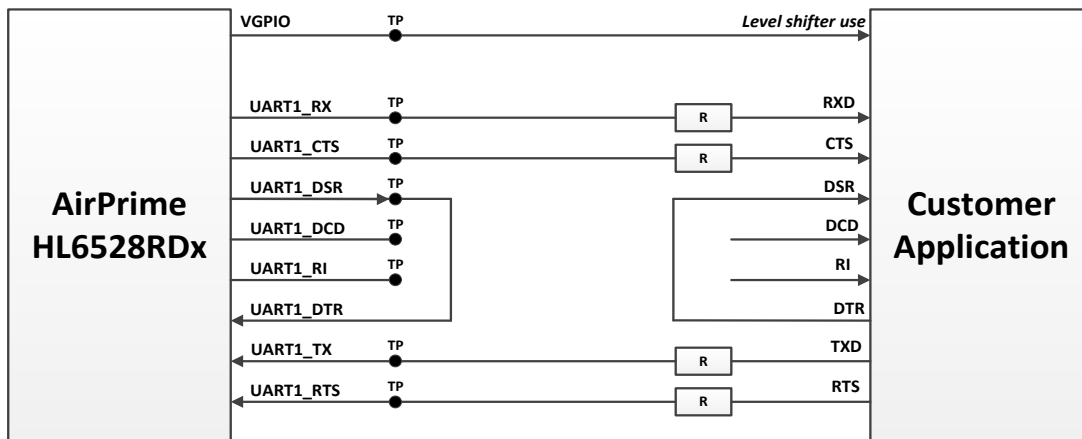 VGPIO TP Level shifter use
UART1_RX TP R RXD
UART1_CTS TP R CTS
UART1_DSR TP DSR
AirPrime
HL6528RDx
Customer
Application
UART1_DCD TP DCD
UART1_RI TP RI
UART1_DTR DTR
UART1_TX TP R TXD
UART1_RTS TP R RTS